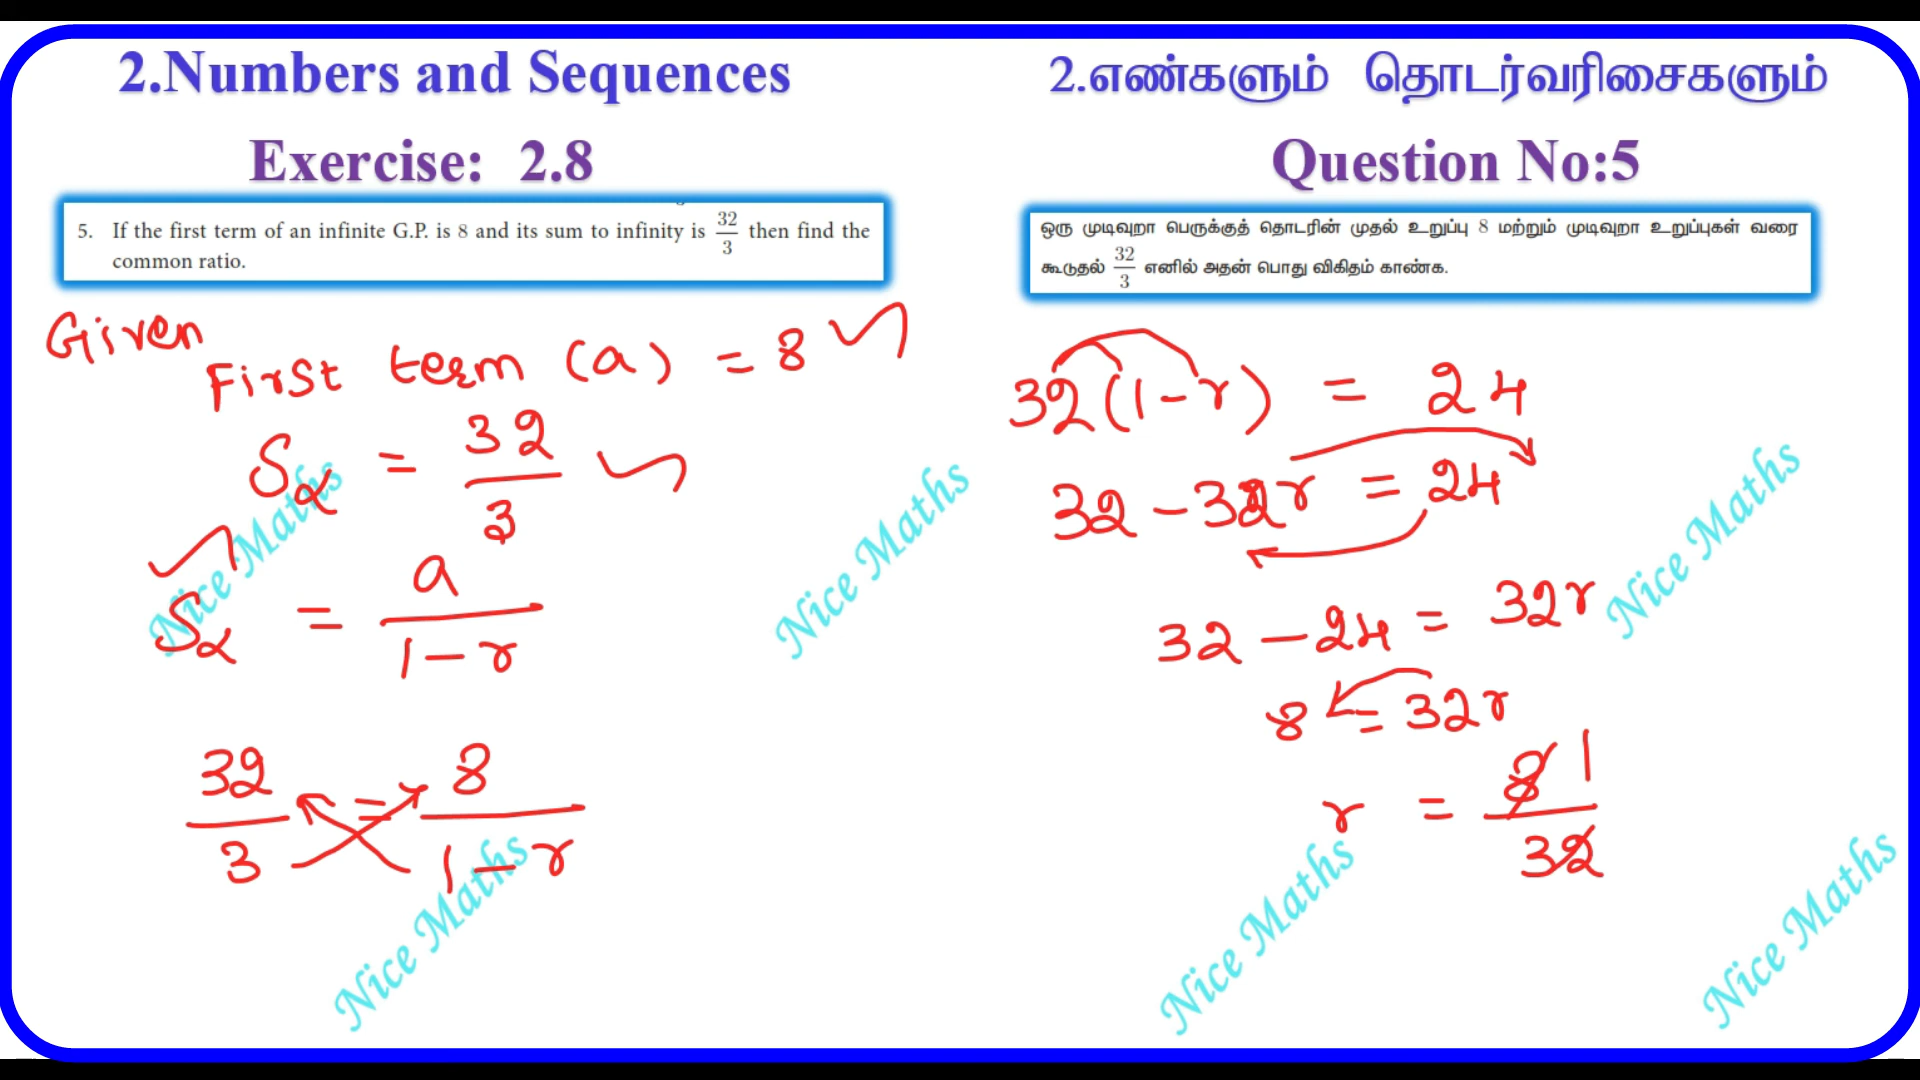 2.Numbers and Sequences
Exercise: 2.8
5. If the first term of an infinite G.P. is 8 and its sum to infinity is 32/3 then find the
common ratio.
Given
First term (a) = 8
S∝ = 32/3
S∝ = a/(1-r)
32/3 = 8/(1-r)
2.எண்களும் தொடர்வரிசைகளும்
Question No:5
ஒரு முடிவுறா பெருக்குத் தொடரின் முதல் உறுப்பு 8 மற்றும் முடிவுறா உறுப்புகள் வரை
கூடுதல் 32/3 எனில் அதன் பொது விகிதம் காண்க.
32(1-r) = 24
32-32r = 24
32-24 = 32r
8 = 32r
r = 8 1/32
Nice Maths
Nice Maths
Nice Maths
Nice Maths
Nice Maths
Nice Maths